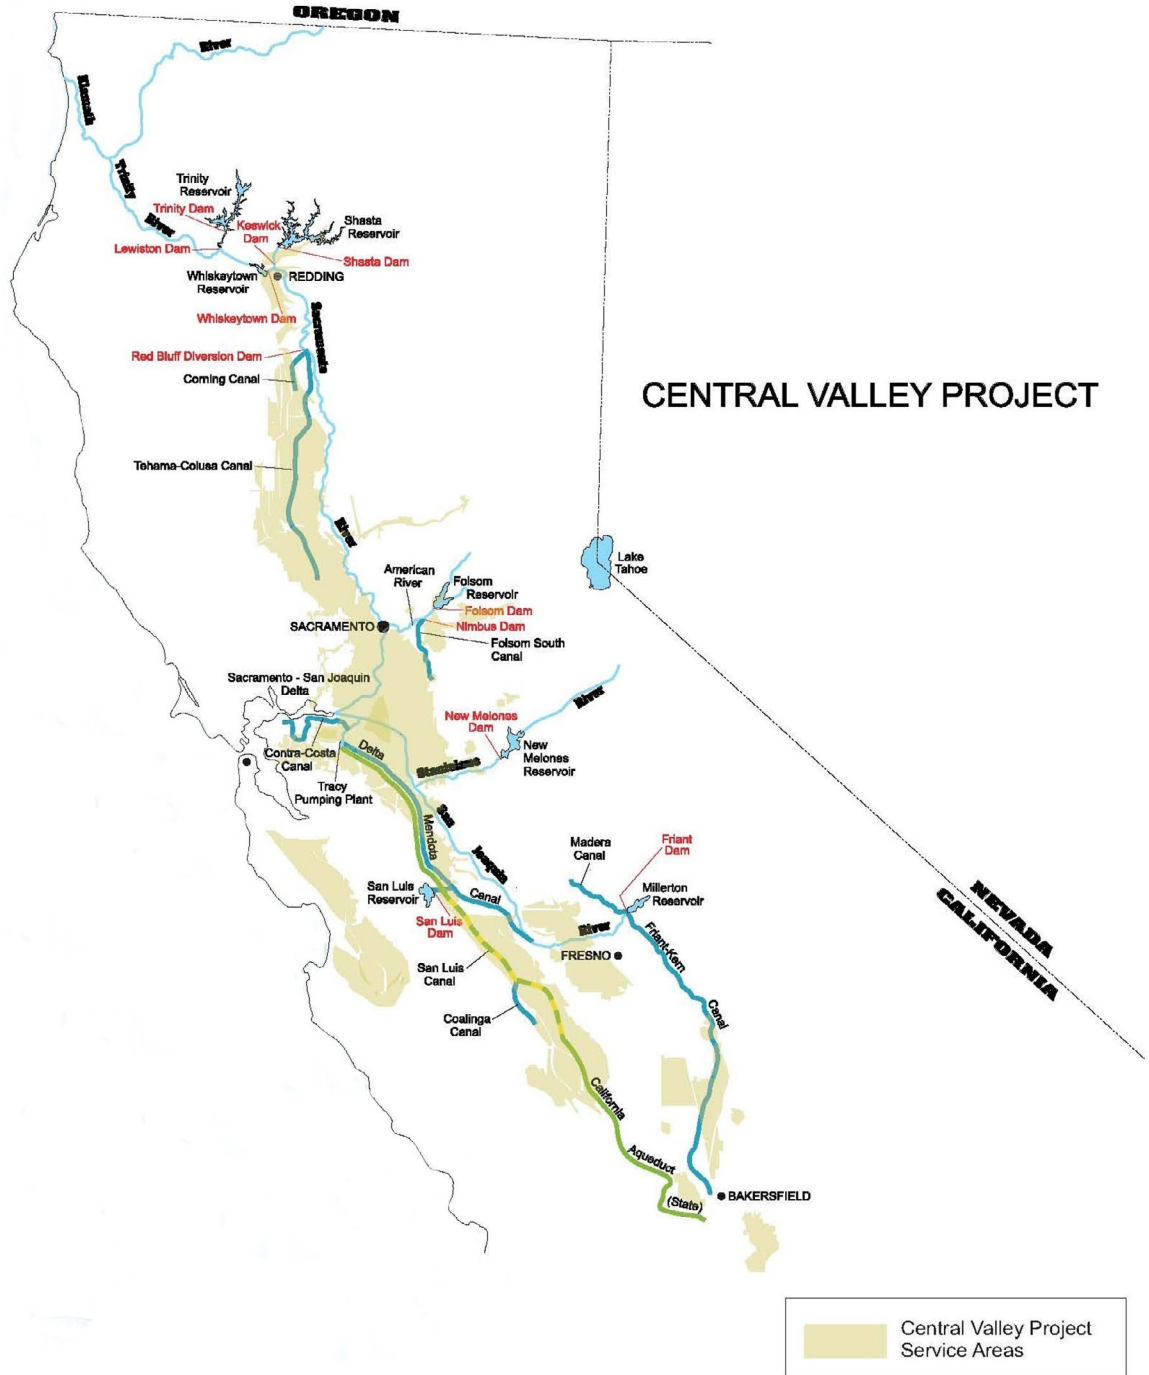 OREGON
River
Klamath
Trinity
River
Trinity
Reservoir
Trinity Dam
Keswick
Dam
Shasta
Reservoir
Lewiston Dam
Shasta Dam
Whiskeytown
Reservoir
REDDING
Whiskeytown Dam
Sacramento
Red Bluff Diversion Dam
Corning Canal
CENTRAL VALLEY PROJECT
Tehama-Colusa Canal
River
Lake
Tahoe
American
River
Folsom
Reservoir
Folsom Dam
SACRAMENTO
Nimbus Dam
Folsom South
Canal
Sacramento - San Joaquin
Delta
River
New Melones
Dam
New
Melones
Reservoir
Stanislaus
Contra-Costa
Canal
Delta
Tracy
Pumping Plant
Mendota
San
Joaquin
Madera
Canal
Friant
Dam
San Luis
Reservoir
Canal
Millerton
Reservoir
San Luis
Dam
River
Friant-Kern
NEVADA
CALIFORNIA
FRESNO
San Luis
Canal
Canal
Coalinga
Canal
California
Aqueduct
(State)
BAKERSFIELD
Central Valley Project
Service Areas